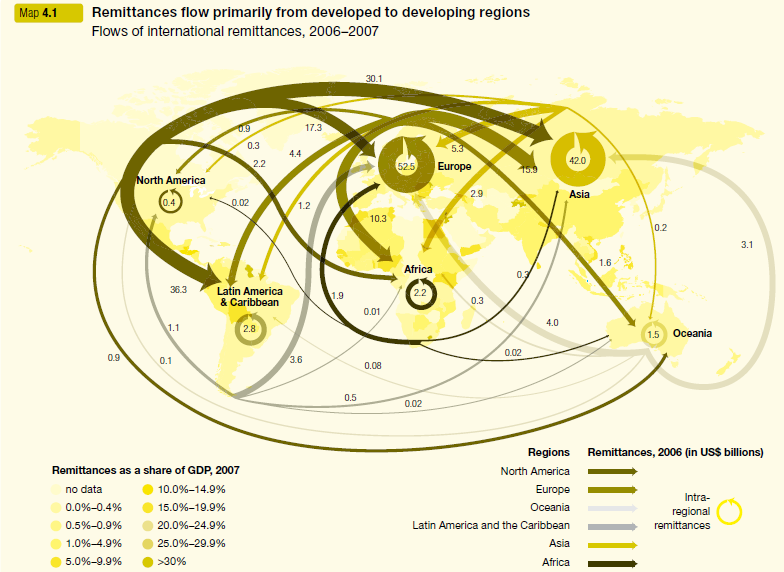 Map 4.1
Remittances flow primarily from developed to developing regions
Flows of international remittances, 2006–2007
30.1
0.9
17.3
0.3
2.2
4.4
5.3
52.5
Europe
15.9
42.0
Asia
North America
0.4
0.02
1.2
2.9
10.3
0.2
3.1
1.6
Africa
2.2
0.3
0.3
36.3
Latin America
& Caribbean
1.9
0.01
2.8
1.1
4.0
1.5
Oceania
0.9
0.1
3.6
0.08
0.02
0.5
0.02
Remittances as a share of GDP, 2007
no data
0.0%–0.4%
0.5%–0.9%
1.0%–4.9%
5.0%–9.9%
10.0%–14.9%
15.0%–19.9%
20.0%–24.9%
25.0%–29.9%
>30%
Regions
Remittances, 2006 (in US$ billions)
North America
Europe
Oceania
Latin America and the Caribbean
Asia
Africa
Intra-
regional
remittances